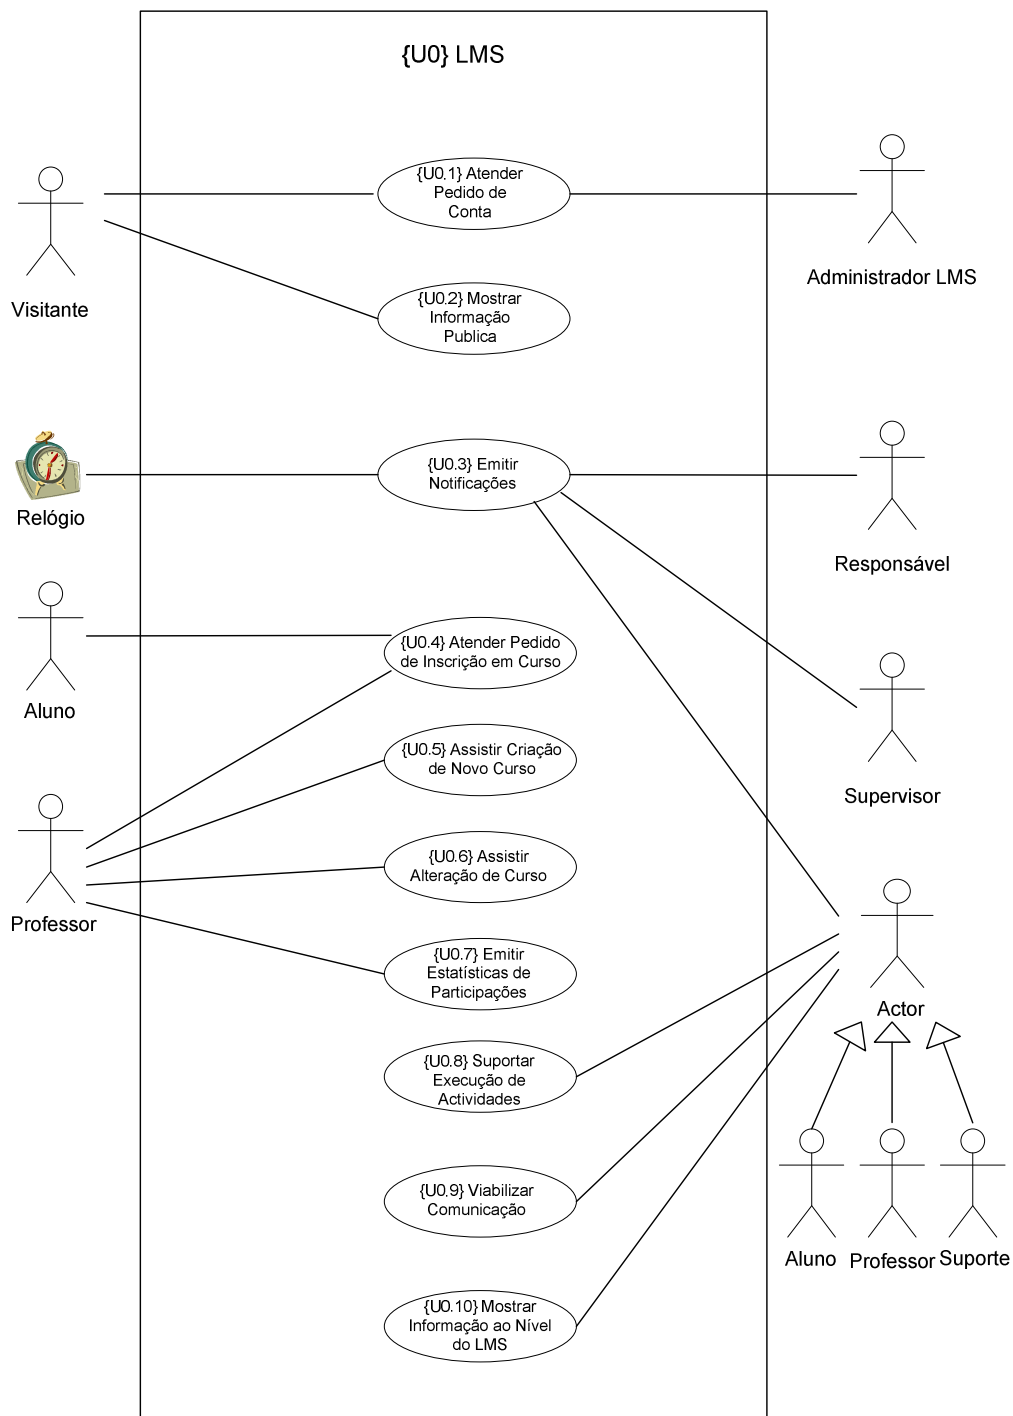 {U0} LMS
{U0.1} Atender
Pedido de
Conta
Administrador LMS
Visitante
{U0.2} Mostrar
Informação
Publica
{U0.3} Emitir
Notificações
Relógio
Responsável
{U0.4} Atender Pedido
de Inscrição em Curso
Aluno
{U0.5} Assistir Criação
de Novo Curso
Supervisor
{U0.6} Assistir
Alteração de Curso
Professor
{U0.7} Emitir
Estatísticas de
Participações
Actor
{U0.8} Suportar
Execução de
Actividades
{U0.9} Viabilizar
Comunicação
Aluno
Professor
Suporte
{U0.10} Mostrar
Informação ao Nível
do LMS